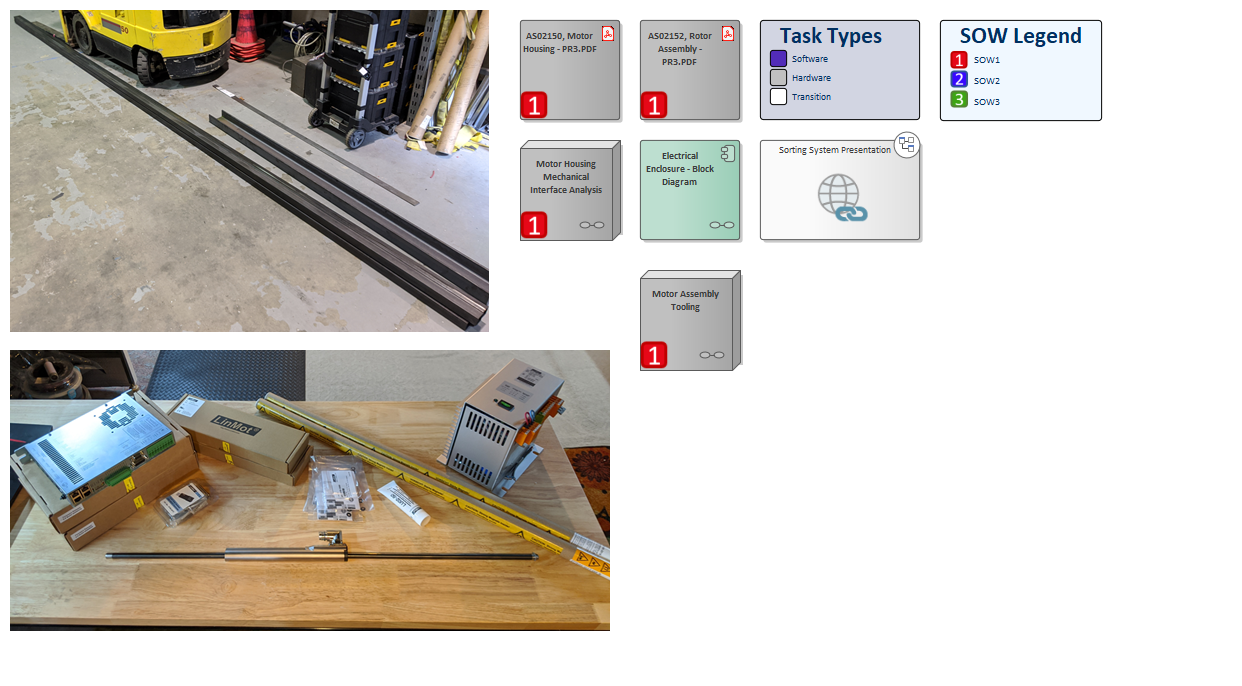 AS02150, Motor
Housing - PR3.PDF
1
AS02152, Rotor
Assembly -
PR3.PDF
1
Task Types
Software
Hardware
Transition
SOW Legend
1 SOW1
2 SOW2
3 SOW3
Motor Housing
Mechanical
Interface Analysis
1
Electrical
Enclosure - Block
Diagram
Sorting System Presentation
Motor Assembly
Tooling
1
LinMot